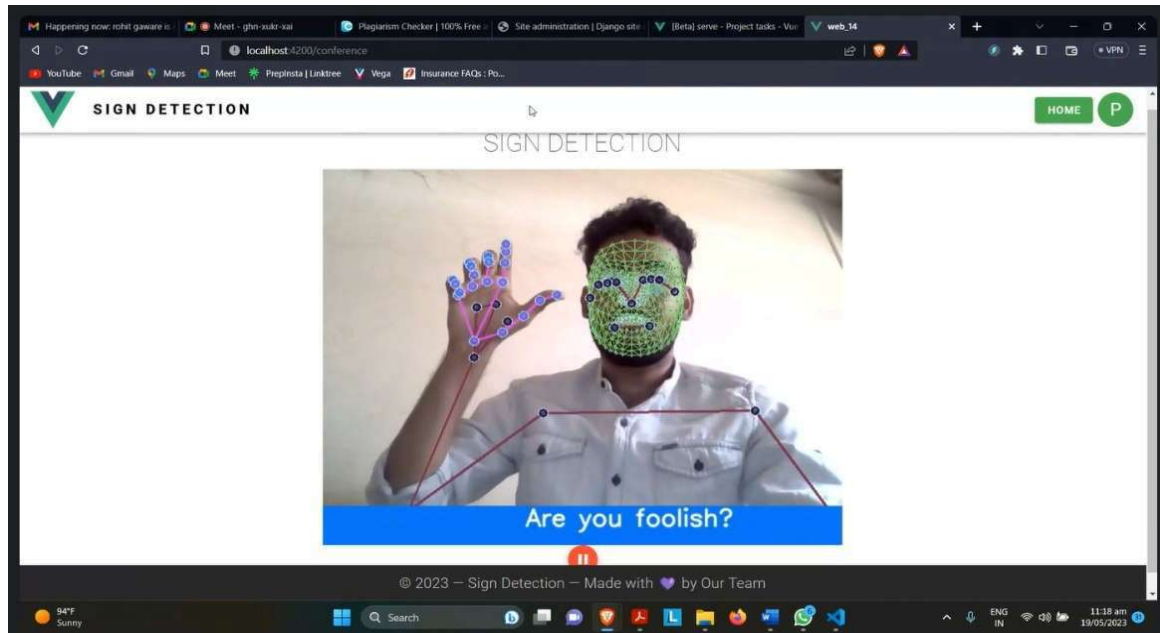 Happening now: rohit gaware is
Meet - ghn-xukr-xai
Plagiarism Checker | 100% Free
Site administration | Django site
[Beta] serve - Project tasks - Vue
web_14
localhost:4200/conference
VPN
YouTube
Gmail
Maps
Meet
PrepInsta | Linktree
Vega
Insurance FAQs : Po...
SIGN DETECTION
HOME
P
SIGN DETECTION
Are you foolish?
© 2023 — Sign Detection — Made with 💜 by Our Team
94°F
Sunny
Search
ENG
IN
11:18 am
19/05/2023